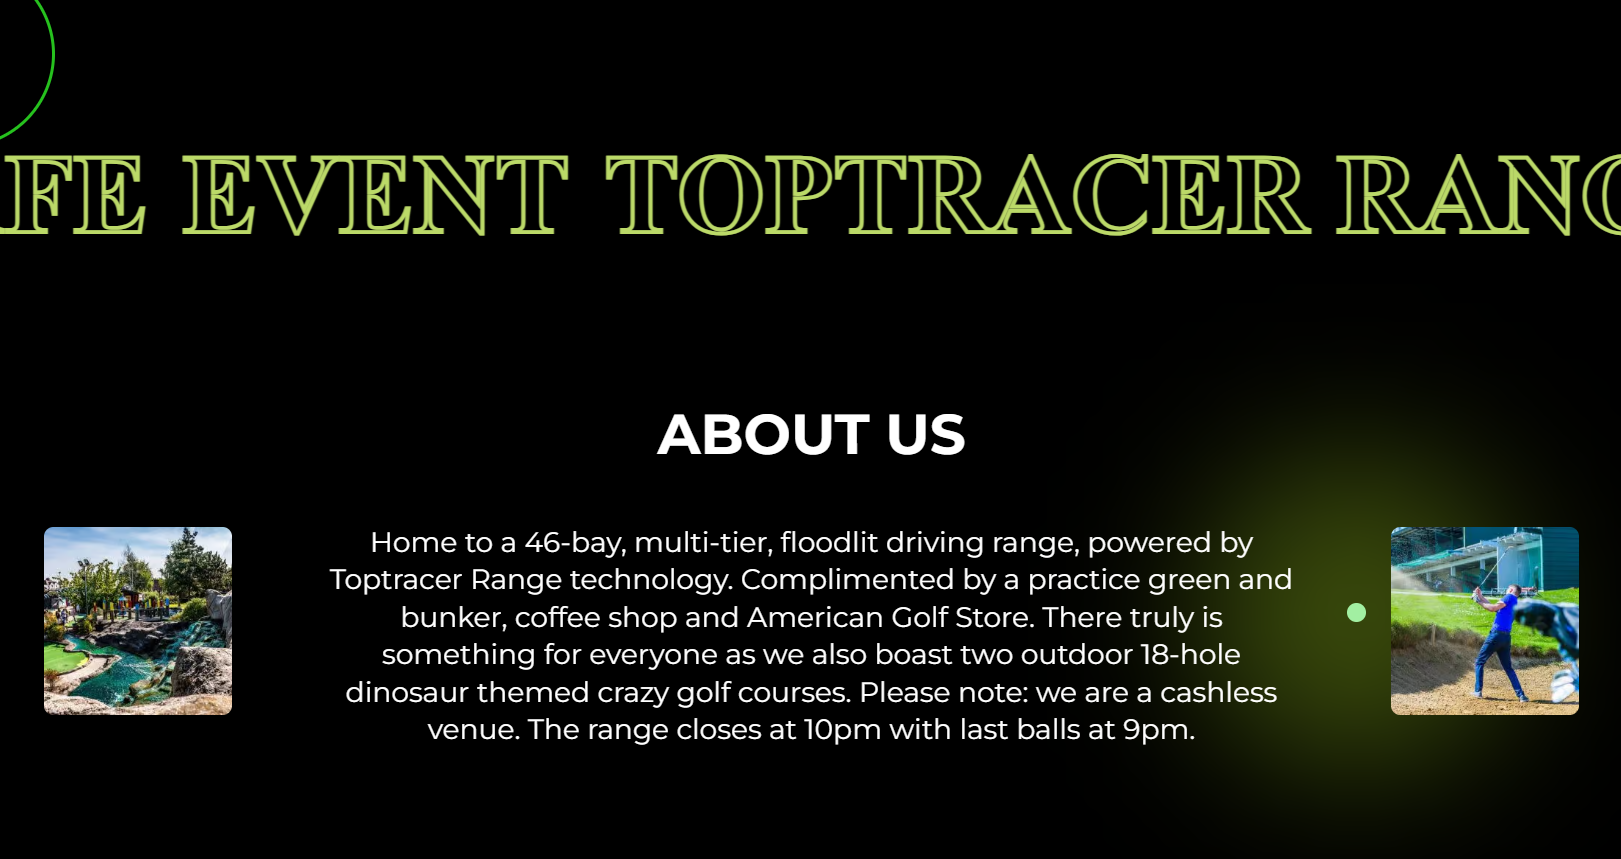 FE EVENT TOPTRACER RANG
ABOUT US
Home to a 46-bay, multi-tier, floodlit driving range, powered by
Toptracer Range technology. Complimented by a practice green and
bunker, coffee shop and American Golf Store. There truly is
something for everyone as we also boast two outdoor 18-hole
dinosaur themed crazy golf courses. Please note: we are a cashless
venue. The range closes at 10pm with last balls at 9pm.